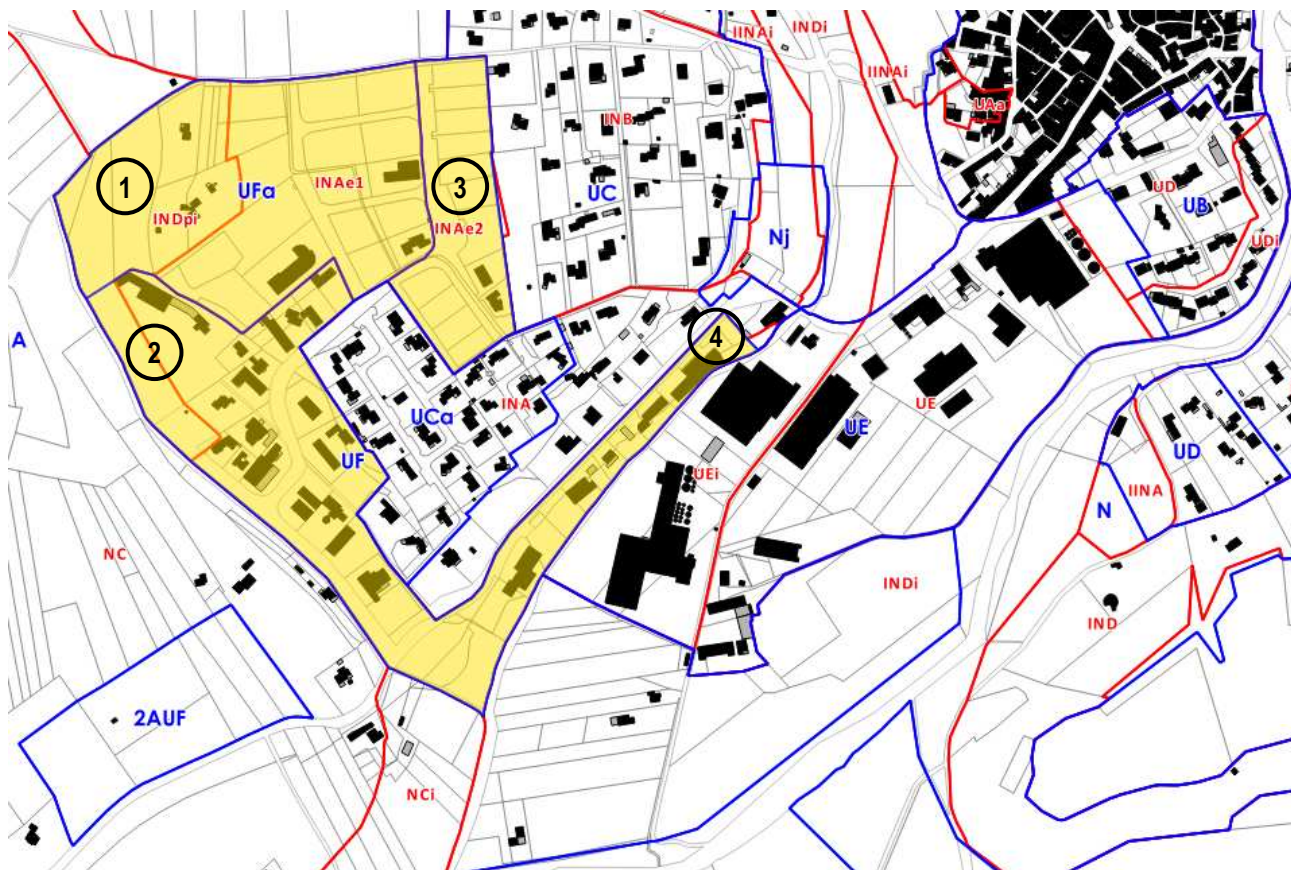 IINAi
INDi
IINAi
UAa
INB
1
UFa
INAe1
3
UC
UD
UB
INDpi
INAe2
Nj
UDi
A
2
4
UCa
INA
UE
UE
UF
UEi
UD
IINA
N
NC
INDi
IND
2AUF
NCi